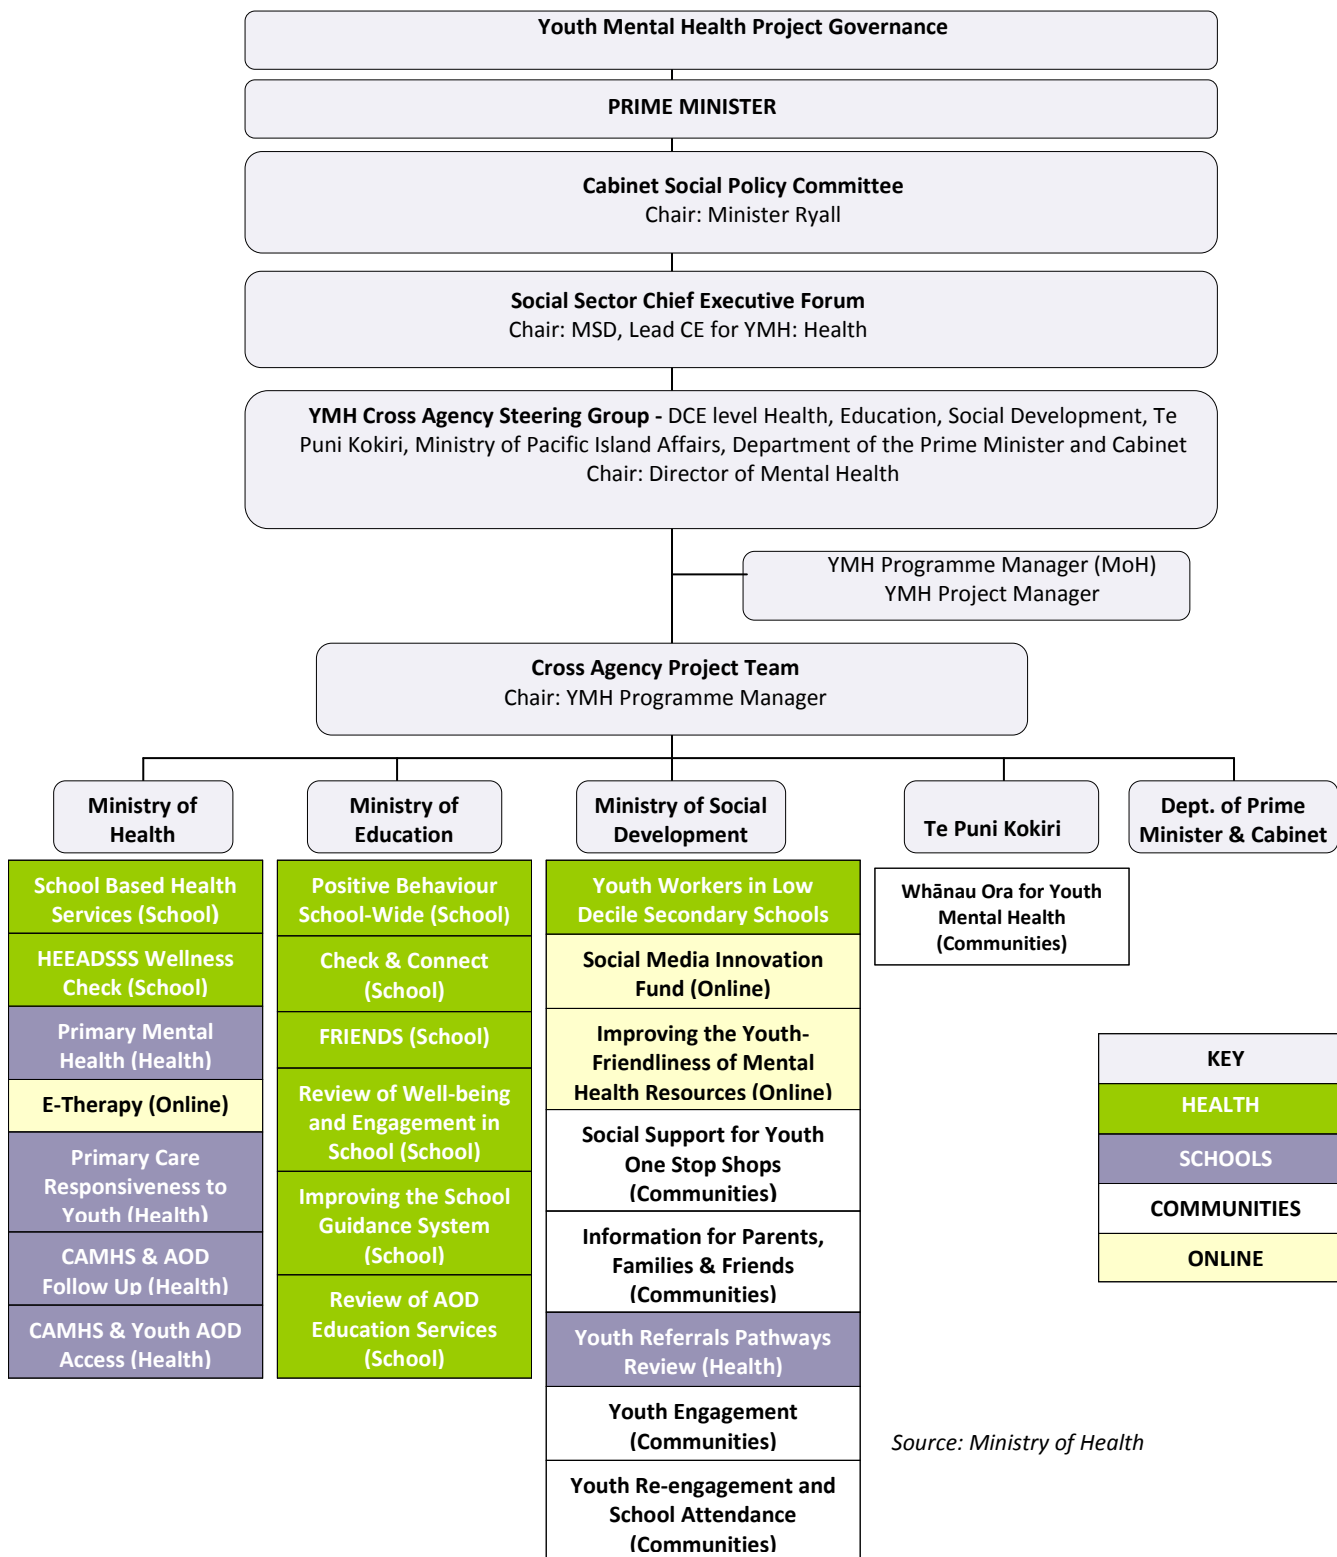 Youth Mental Health Project Governance
PRIME MINISTER
Cabinet Social Policy Committee
Chair: Minister Ryall
Social Sector Chief Executive Forum
Chair: MSD, Lead CE for YMH: Health
YMH Cross Agency Steering Group - DCE level Health, Education, Social Development, Te
Puni Kokiri, Ministry of Pacific Island Affairs, Department of the Prime Minister and Cabinet
Chair: Director of Mental Health
YMH Programme Manager (MoH)
YMH Project Manager
Cross Agency Project Team
Chair: YMH Programme Manager
Ministry of
Health
School Based Health
Services (School)
HEEADSSS Wellness
Check (School)
Primary Mental
Health (Health)
E-Therapy (Online)
Primary Care
Responsiveness to
Youth (Health)
CAMHS & AOD
Follow Up (Health)
CAMHS & Youth AOD
Access (Health)
Ministry of
Education
Positive Behaviour
School-Wide (School)
Check & Connect
(School)
FRIENDS (School)
Review of Well-being
and Engagement in
School (School)
Improving the School
Guidance System
(School)
Review of AOD
Education Services
(School)
Ministry of Social
Development
Youth Workers in Low
Decile Secondary Schools
Social Media Innovation
Fund (Online)
Improving the Youth-
Friendliness of Mental
Health Resources (Online)
Social Support for Youth
One Stop Shops
(Communities)
Information for Parents,
Families & Friends
(Communities)
Youth Referrals Pathways
Review (Health)
Youth Engagement
(Communities)
Youth Re-engagement and
School Attendance
(Communities)
Te Puni Kokiri
Whānau Ora for Youth
Mental Health
(Communities)
Dept. of Prime
Minister & Cabinet
KEY
HEALTH
SCHOOLS
COMMUNITIES
ONLINE
Source: Ministry of Health